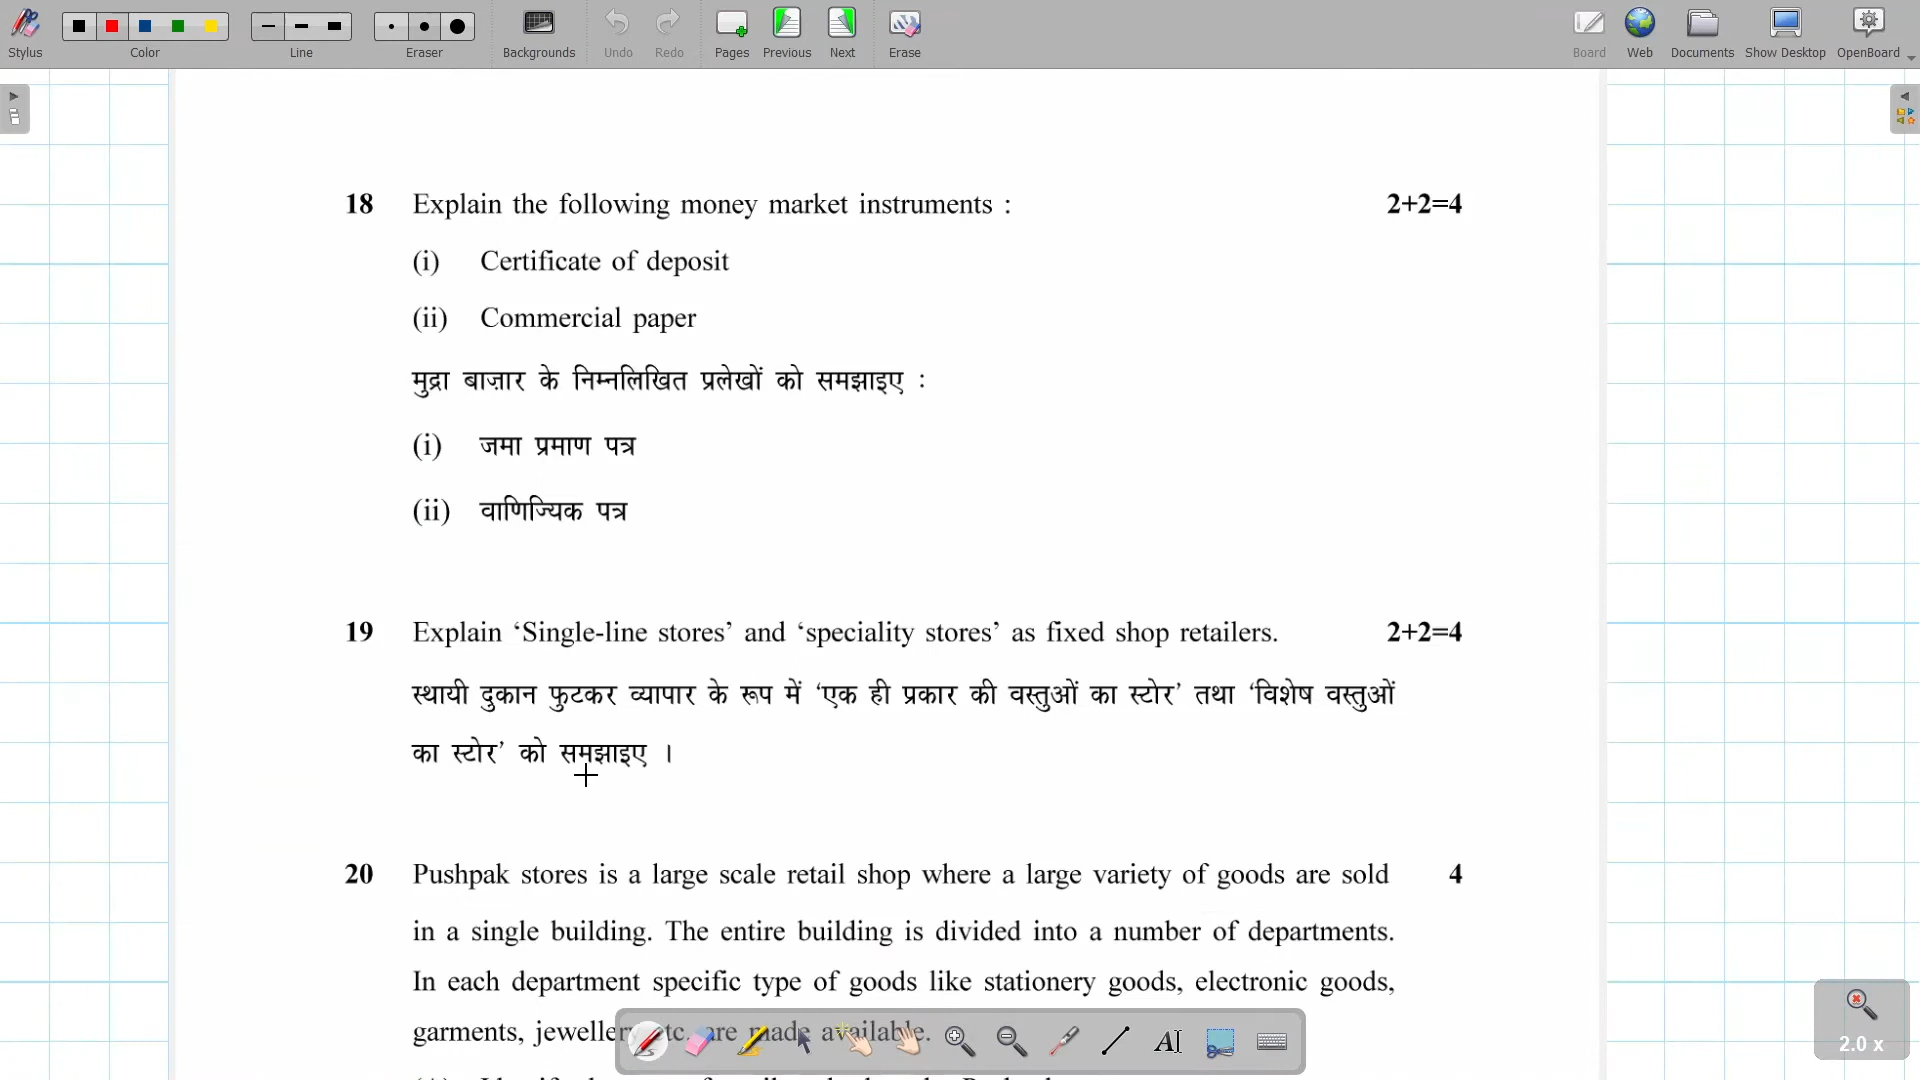 Stylus
Color
Line
Eraser
Backgrounds
Undo
Redo
Pages
Previous
Next
Erase
Board
Web
Documents
Show Desktop
OpenBoard
18 Explain the following money market instruments : 2+2=4
(i) Certificate of deposit
(ii) Commercial paper
मुद्रा बाज़ार के निम्नलिखित प्रलेखों को समझाइए :
(i) जमा प्रमाण पत्र
(ii) वाणिज्यिक पत्र
19 Explain ‘Single-line stores’ and ‘speciality stores’ as fixed shop retailers. 2+2=4
स्थायी दुकान फुटकर व्यापार के रूप में ‘एक ही प्रकार की वस्तुओं का स्टोर’ तथा ‘विशेष वस्तुओं
का स्टोर’ को समझाइए ।
20 Pushpak stores is a large scale retail shop where a large variety of goods are sold 4
in a single building. The entire building is divided into a number of departments.
In each department specific type of goods like stationery goods, electronic goods,
garments, jewellery etc. are made available.
2.0 x